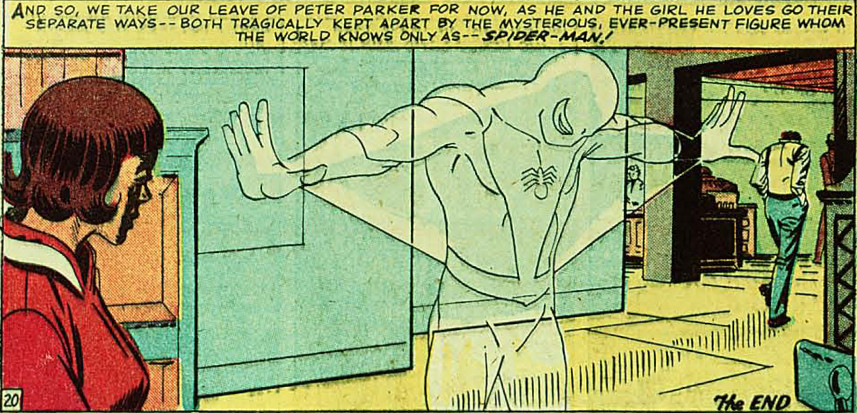 AND SO, WE TAKE OUR LEAVE OF PETER PARKER FOR NOW, AS HE AND THE GIRL HE LOVES GO THEIR
SEPARATE WAYS-- BOTH TRAGICALLY KEPT APART BY THE MYSTERIOUS, EVER-PRESENT FIGURE WHOM
THE WORLD KNOWS ONLY AS-- SPIDER-MAN!
20
The END